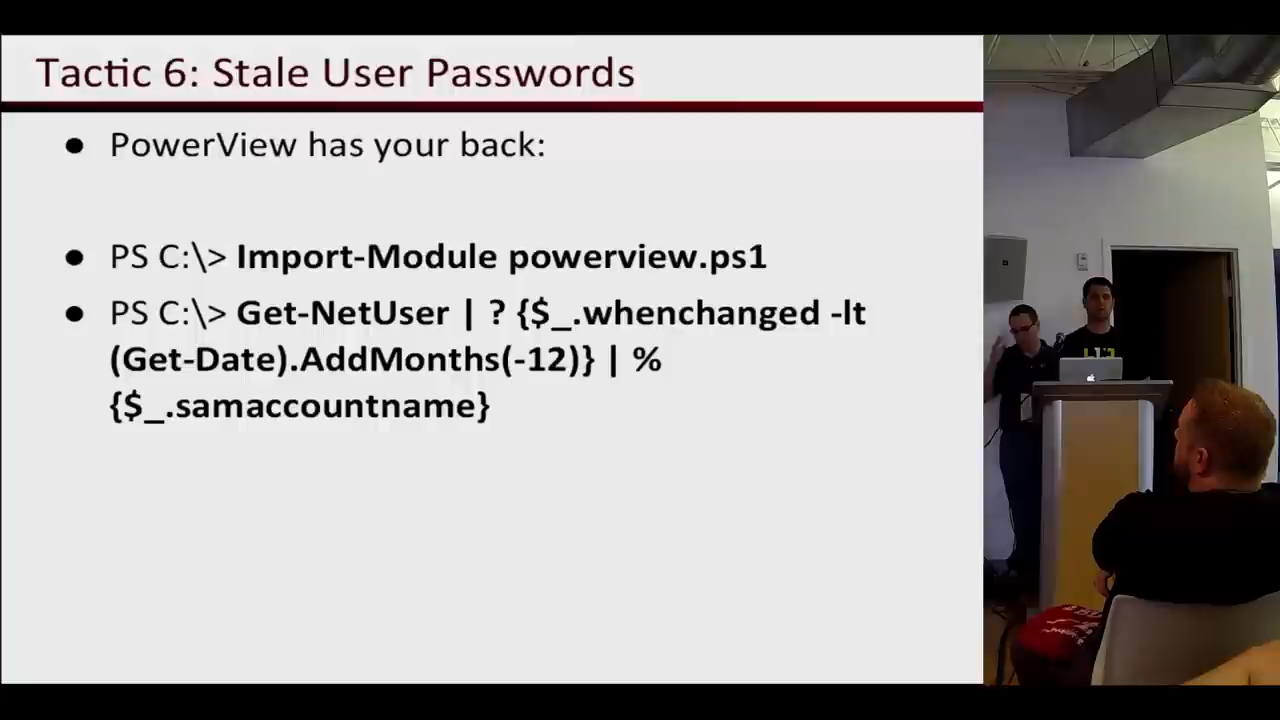 Tactic 6: Stale User Passwords
● PowerView has your back:
● PS C:\> Import-Module powerview.ps1
● PS C:\> Get-NetUser | ? {$_.whenchanged -lt
(Get-Date).AddMonths(-12)} | %
{$_.samaccountname}